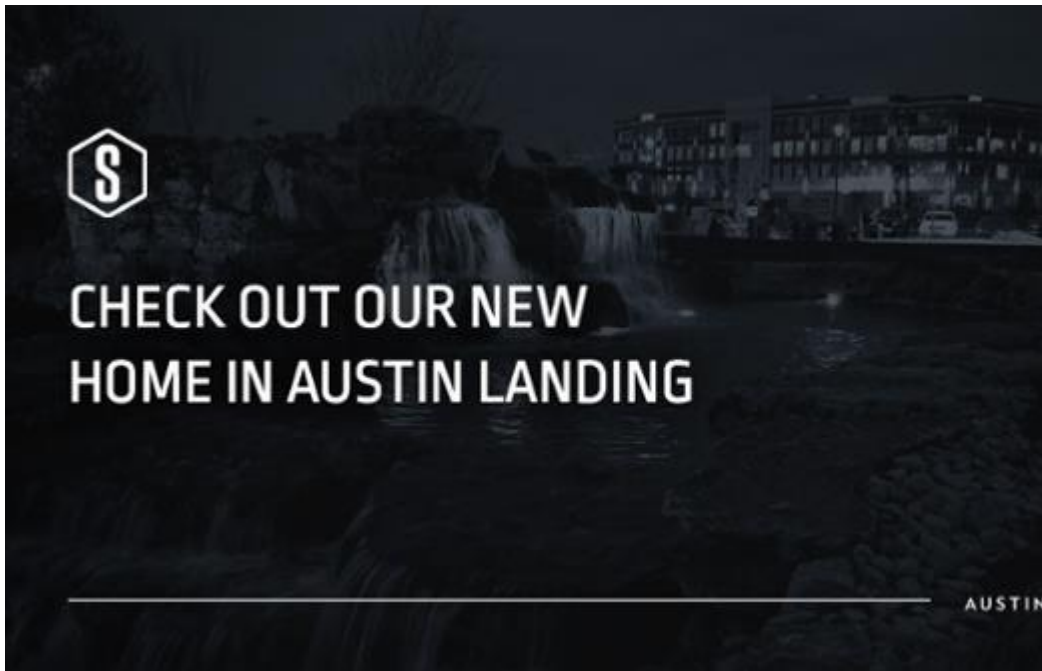 S
CHECK OUT OUR NEW
HOME IN AUSTIN LANDING
AUSTIN